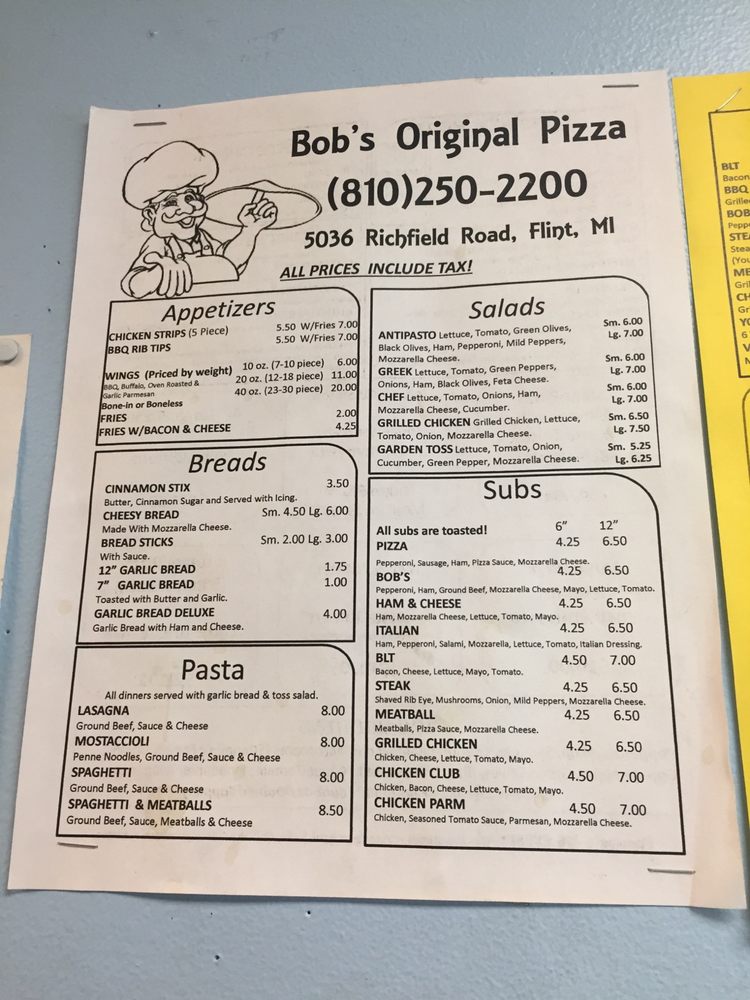 Bob's Original Pizza
(810)250-2200
5036 Richfield Road, Flint, MI
ALL PRICES INCLUDE TAX!
Appetizers
CHICKEN STRIPS (5 Piece) 5.50 W/Fries 7.00
BBQ RIB TIPS 5.50 W/Fries 7.00
WINGS (Priced by weight) 10 oz. (7-10 piece) 6.00
BBQ, Buffalo, Oven Roasted & 20 oz. (12-18 piece) 11.00
Garlic Parmesan 40 oz. (23-30 piece) 20.00
Bone-in or Boneless
FRIES 2.00
FRIES W/BACON & CHEESE 4.25
Breads
CINNAMON STIX 3.50
Butter, Cinnamon Sugar and Served with Icing.
CHEESY BREAD Sm. 4.50 Lg. 6.00
Made With Mozzarella Cheese.
BREAD STICKS Sm. 2.00 Lg. 3.00
With Sauce.
12" GARLIC BREAD 1.75
7" GARLIC BREAD 1.00
Toasted with Butter and Garlic.
GARLIC BREAD DELUXE 4.00
Garlic Bread with Ham and Cheese.
Pasta
All dinners served with garlic bread & toss salad.
LASAGNA 8.00
Ground Beef, Sauce & Cheese
MOSTACCIOLI 8.00
Penne Noodles, Ground Beef, Sauce & Cheese
SPAGHETTI 8.00
Ground Beef, Sauce & Cheese
SPAGHETTI & MEATBALLS 8.50
Ground Beef, Sauce, Meatballs & Cheese
Salads
ANTIPASTO Lettuce, Tomato, Green Olives, Sm. 6.00
Black Olives, Ham, Pepperoni, Mild Peppers, Lg. 7.00
Mozzarella Cheese.
GREEK Lettuce, Tomato, Green Peppers, Sm. 6.00
Onions, Ham, Black Olives, Feta Cheese. Lg. 7.00
CHEF Lettuce, Tomato, Onions, Ham, Sm. 6.00
Mozzarella Cheese, Cucumber. Lg. 7.00
GRILLED CHICKEN Grilled Chicken, Lettuce, Sm. 6.50
Tomato, Onion, Mozzarella Cheese. Lg. 7.50
GARDEN TOSS Lettuce, Tomato, Onion, Sm. 5.25
Cucumber, Green Pepper, Mozzarella Cheese. Lg. 6.25
Subs
All subs are toasted! 6" 12"
PIZZA 4.25 6.50
Pepperoni, Sausage, Ham, Pizza Sauce, Mozzarella Cheese.
BOB'S 4.25 6.50
Pepperoni, Ham, Ground Beef, Mozzarella Cheese, Mayo, Lettuce, Tomato.
HAM & CHEESE 4.25 6.50
Ham, Mozzarella Cheese, Lettuce, Tomato, Mayo.
ITALIAN 4.25 6.50
Ham, Pepperoni, Salami, Mozzarella, Lettuce, Tomato, Italian Dressing.
BLT 4.50 7.00
Bacon, Cheese, Lettuce, Mayo, Tomato.
STEAK 4.25 6.50
Shaved Rib Eye, Mushrooms, Onion, Mild Peppers, Mozzarella Cheese.
MEATBALL 4.25 6.50
Meatballs, Pizza Sauce, Mozzarella Cheese.
GRILLED CHICKEN 4.25 6.50
Chicken, Cheese, Lettuce, Tomato, Mayo.
CHICKEN CLUB 4.50 7.00
Chicken, Bacon, Cheese, Lettuce, Tomato, Mayo.
CHICKEN PARM 4.50 7.00
Chicken, Seasoned Tomato Sauce, Parmesan, Mozzarella Cheese.
BLT
Bacon
BBQ
BOB